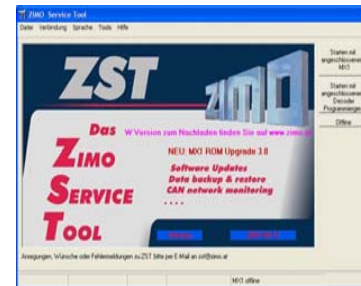 ZIMO Service Tool
Datei Verbindung Sprache Tools Hilfe
Starten mit
angeschlossenem
MX1
Starten mit
angeschlossenem
Decoder
Programmiergerät
Offline
ZST
ZIMO
Das
W Version zum Nachladen finden Sie auf www.zimo.at
ZIMO
SERVICE
TOOL
NEU: MX1 ROM Upgrade 3.0
Software Updates
Data backup & restore
CAN network monitoring
....
Anregungen, Wünsche oder Fehlermeldungen zu ZST bitte per E-Mail an zst@zimo.at
MX1 offline